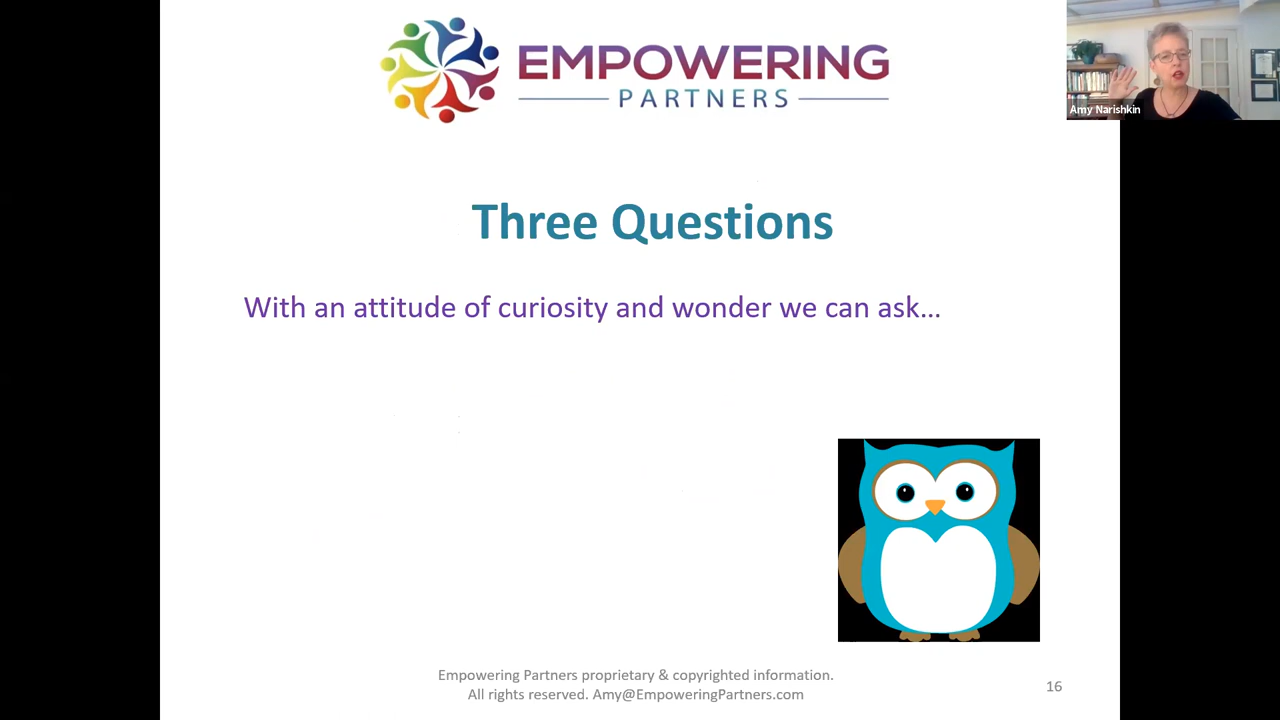 EMPOWERING
PARTNERS
Amy Narishkin
Three Questions
With an attitude of curiosity and wonder we can ask…
Empowering Partners proprietary & copyrighted information.
All rights reserved. Amy@EmpoweringPartners.com
16